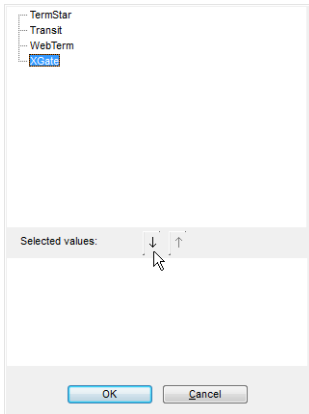 TermStar
Transit
WebTerm
XGate
Selected values:
OK
Cancel